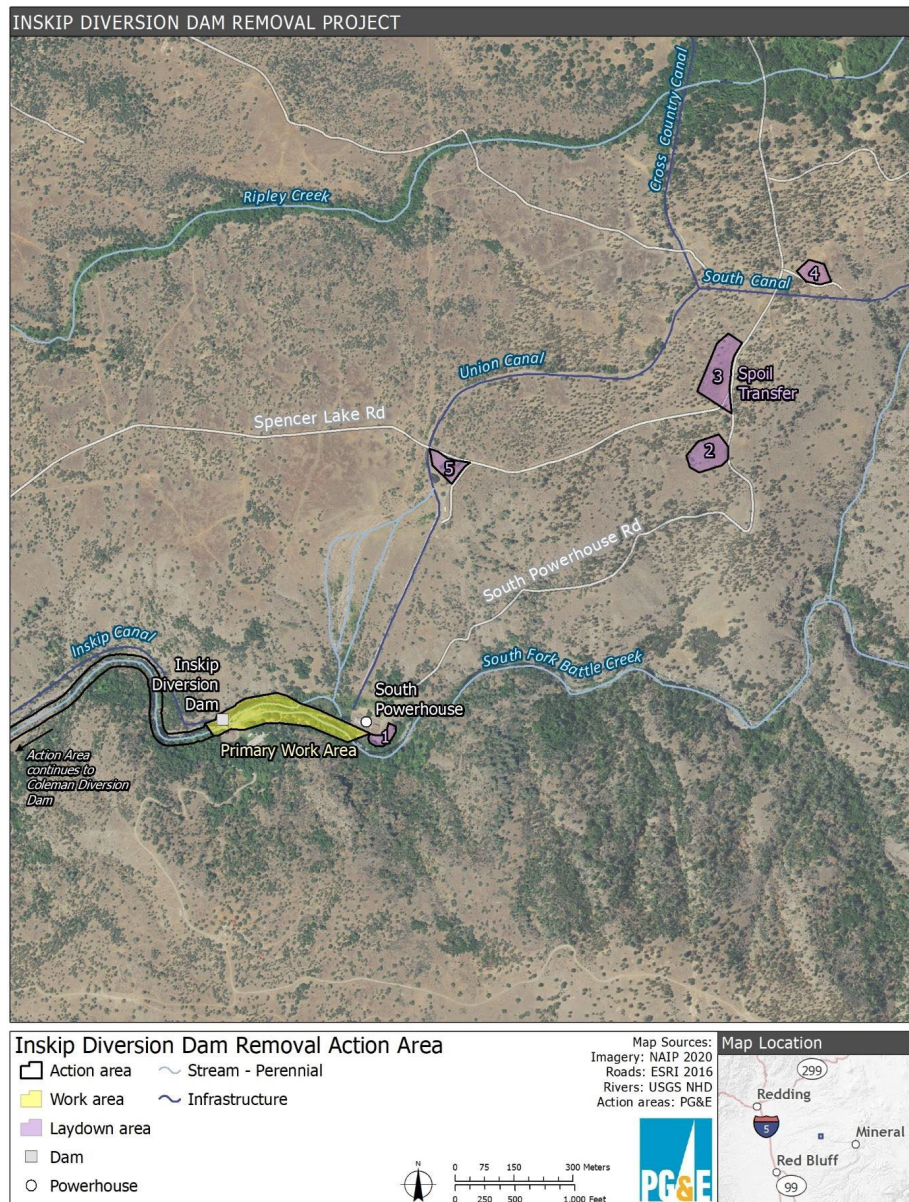 INSKIP DIVERSION DAM REMOVAL PROJECT
Cross Country Canal
Ripley Creek
South Canal
4
Union Canal
3
Spoil
Transfer
Spencer Lake Rd
2
5
South Powerhouse Rd
Inskip Canal
South Fork Battle Creek
Inskip
Diversion
Dam
South
Powerhouse
1
Primary Work Area
Action Area
continues to
Coleman Diversion
Dam
Inskip Diversion Dam Removal Action Area
Action area
Stream - Perennial
Work area
Infrastructure
Laydown area
Dam
Powerhouse
N
0 75 150 300 Meters
0 250 500 1,000 Feet
Map Sources:
Imagery: NAIP 2020
Roads: ESRI 2016
Rivers: USGS NHD
Action areas: PG&E
PG&E
Map Location
299
Redding
5
Mineral
Red Bluff
99